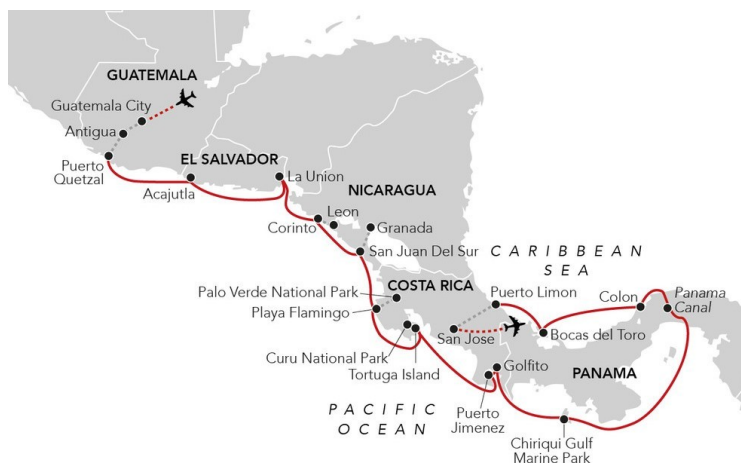 GUATEMALA
Guatemala City
Antigua
Puerto
Quetzal
EL SALVADOR
Acajutla
La Union
NICARAGUA
Leon
Corinto
Granada
San Juan Del Sur
CARIBBEAN
SEA
COSTA RICA
Palo Verde National Park
Playa Flamingo
Puerto Limon
Colon
Panama
Canal
San Jose
Bocas del Toro
Curu National Park
Tortuga Island
Golfito
PANAMA
Puerto
Jimenez
PACIFIC
OCEAN
Chiriqui Gulf
Marine Park